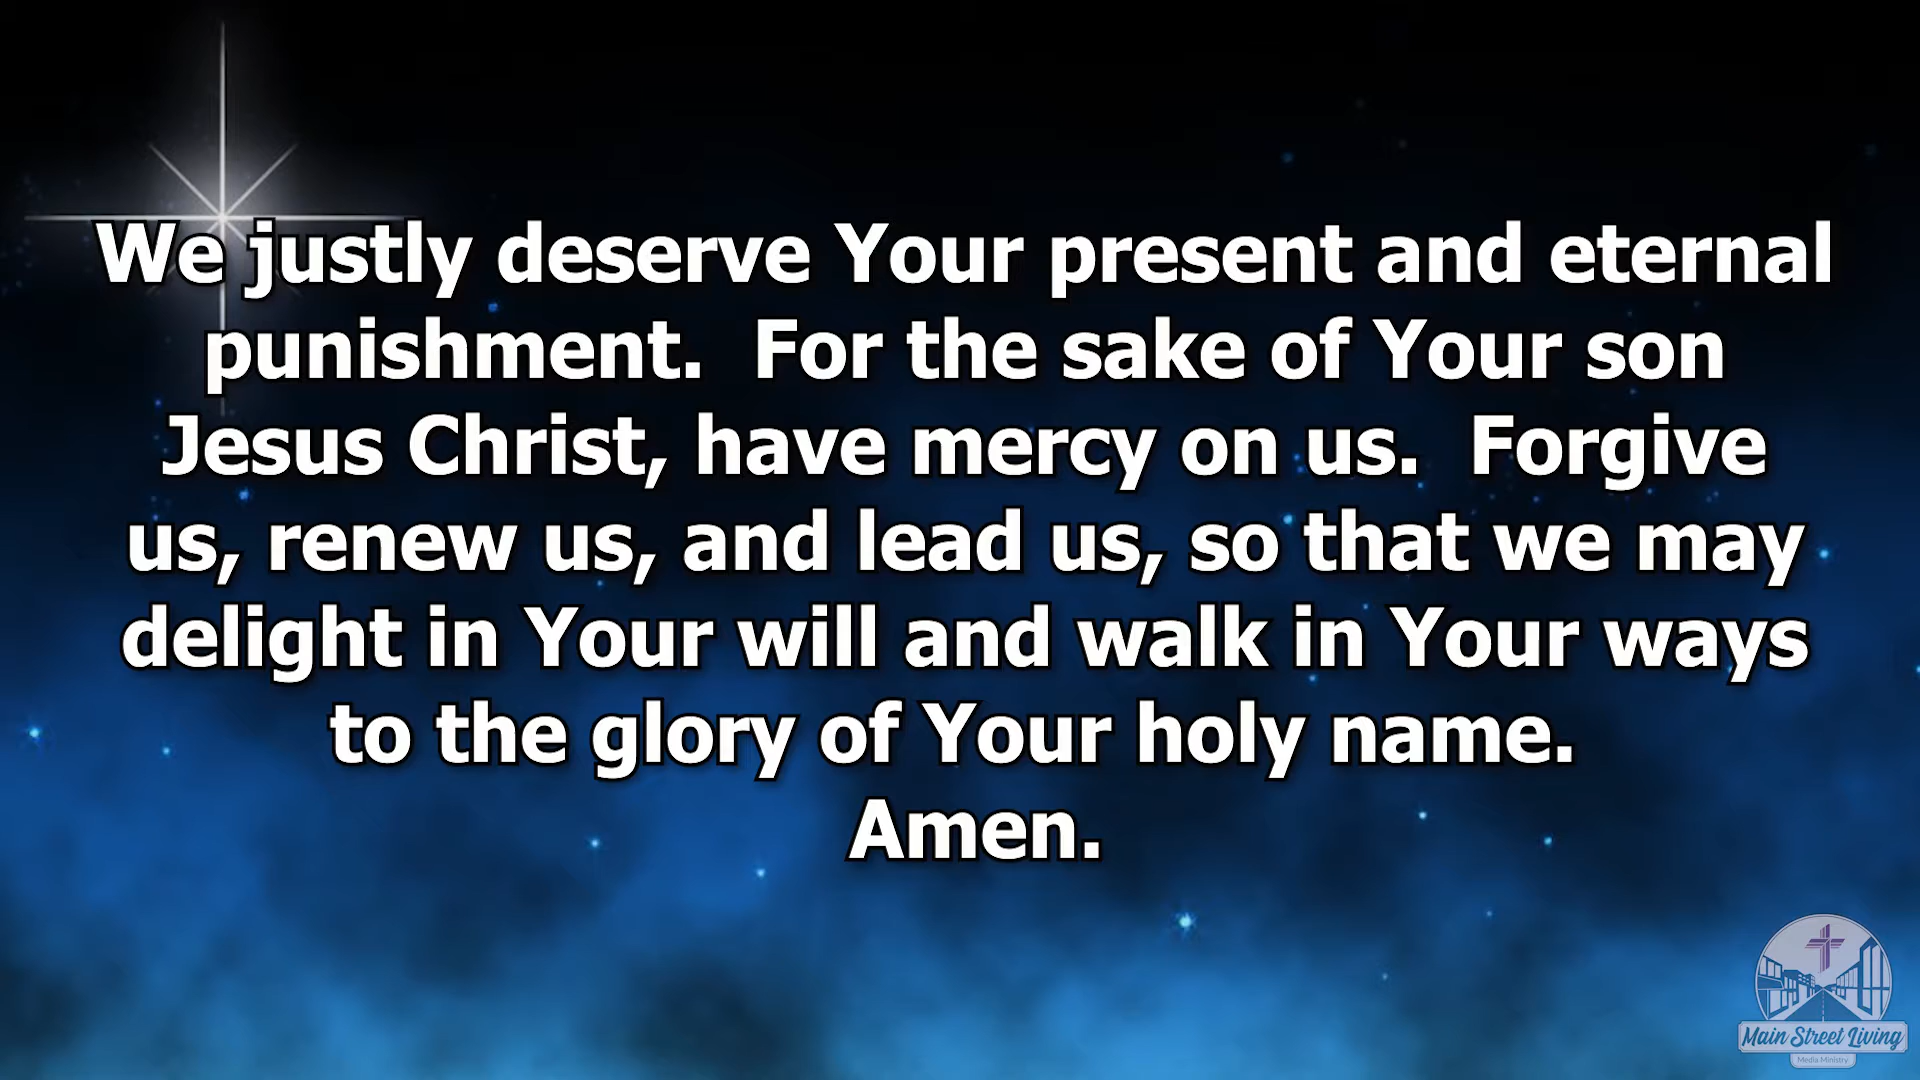 We justly deserve Your present and eternal
punishment.  For the sake of Your son
Jesus Christ, have mercy on us.  Forgive
us, renew us, and lead us, so that we may
delight in Your will and walk in Your ways
to the glory of Your holy name.
Amen.
Main Street Living
Media Ministry